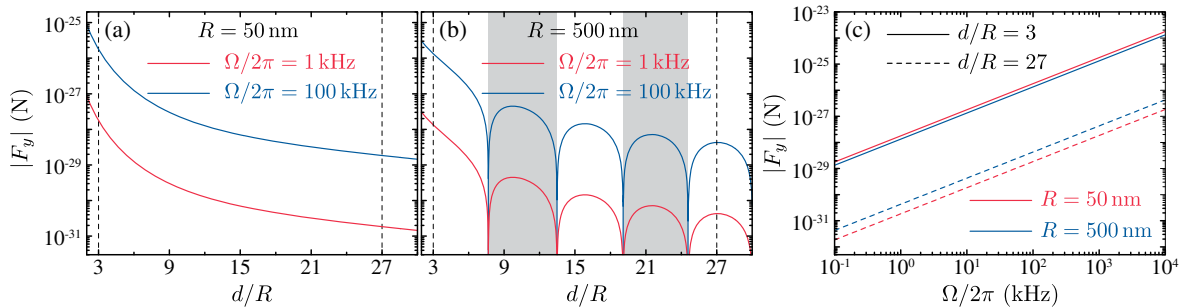 (a) R = 50 nm
Ω/2π = 1 kHz
Ω/2π = 100 kHz
|F_y| (N)
10^-25
10^-27
10^-29
10^-31
3 9 15 21 27
d/R
(b) R = 500 nm
Ω/2π = 1 kHz
Ω/2π = 100 kHz
3 9 15 21 27
d/R
(c)
d/R = 3
d/R = 27
|F_y| (N)
10^-23
10^-25
10^-27
10^-29
10^-31
R = 50 nm
R = 500 nm
10^-1 10^0 10^1 10^2 10^3 10^4
Ω/2π (kHz)